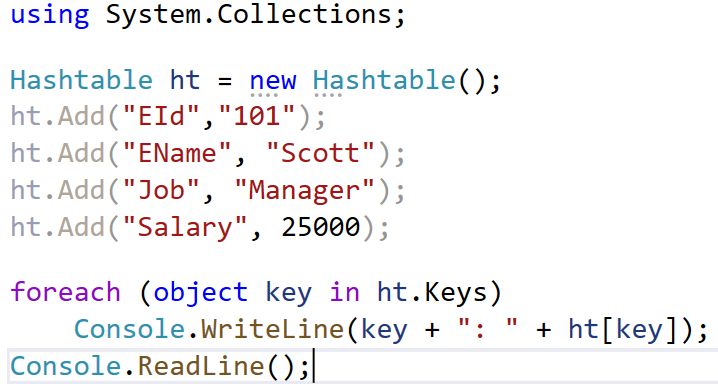 using System.Collections;
Hashtable ht = new Hashtable();
ht.Add("EId","101");
ht.Add("EName", "Scott");
ht.Add("Job", "Manager");
ht.Add("Salary", 25000);
foreach (object key in ht.Keys)
    Console.WriteLine(key + ": " + ht[key]);
Console.ReadLine();